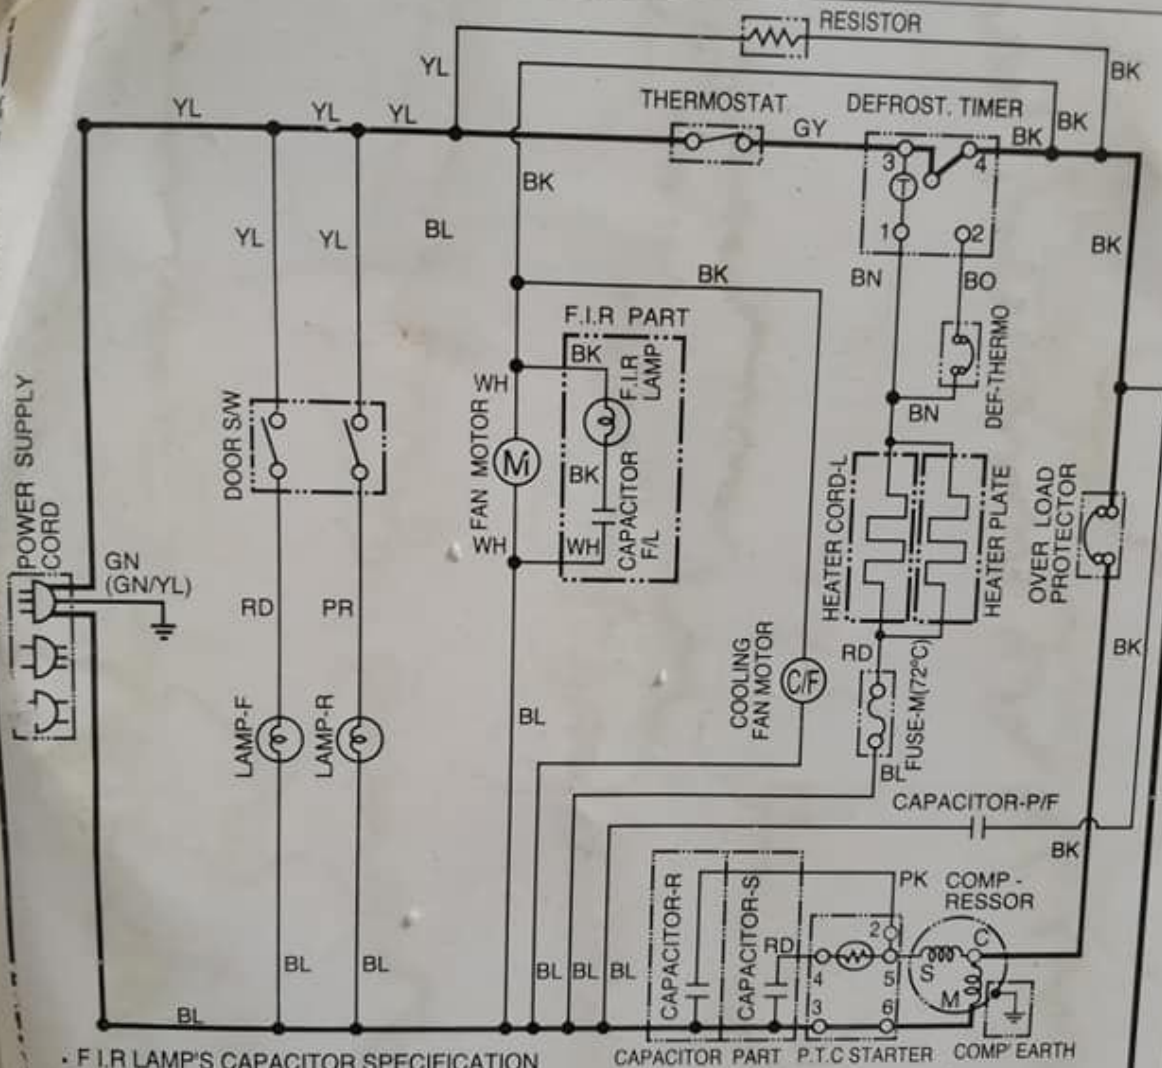 RESISTOR
YL
BK
THERMOSTAT
DEFROST. TIMER
YL
YL
YL
GY
BK
BK
3
4
T
1
2
BK
BL
YL
YL
BK
BK
BN
BO
F.I.R PART
BK
F.I.R
LAMP
WH
DEF-THERMO
BN
DOOR S/W
FAN MOTOR
M
BK
CAPACITOR
F/L
WH
WH
HEATER CORD-L
HEATER PLATE
OVER LOAD
PROTECTOR
POWER SUPPLY
CORD
GN
(GN/YL)
RD
PR
COOLING
FAN MOTOR
C/F
RD
FUSE-M(72°C)
BK
LAMP-F
LAMP-R
BL
BL
CAPACITOR-P/F
BK
CAPACITOR-R
CAPACITOR-S
PK
COMP-
RESSOR
RD
2
C
4
5
S
M
3
6
BL
BL
BL
BL
BL
BL
CAPACITOR PART
P.T.C STARTER
COMP' EARTH
· F.I.R LAMP'S CAPACITOR SPECIFICATION